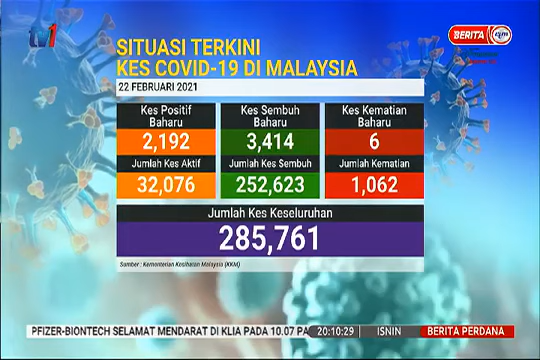 tv1
BERITA rtm
SITUASI TERKINI
KES COVID-19 DI MALAYSIA
22 FEBRUARI 2021
Kes Positif Baharu
2,192
Kes Sembuh Baharu
3,414
Kes Kematian Baharu
6
Jumlah Kes Aktif
32,076
Jumlah Kes Sembuh
252,623
Jumlah Kematian
1,062
Jumlah Kes Keseluruhan
285,761
Sumber : Kementerian Kesihatan Malaysia (KKM)
PFIZER-BIONTECH SELAMAT MENDARAT DI KLIA PADA 10.07 PA 20:10:29 ISNIN BERITA PERDANA